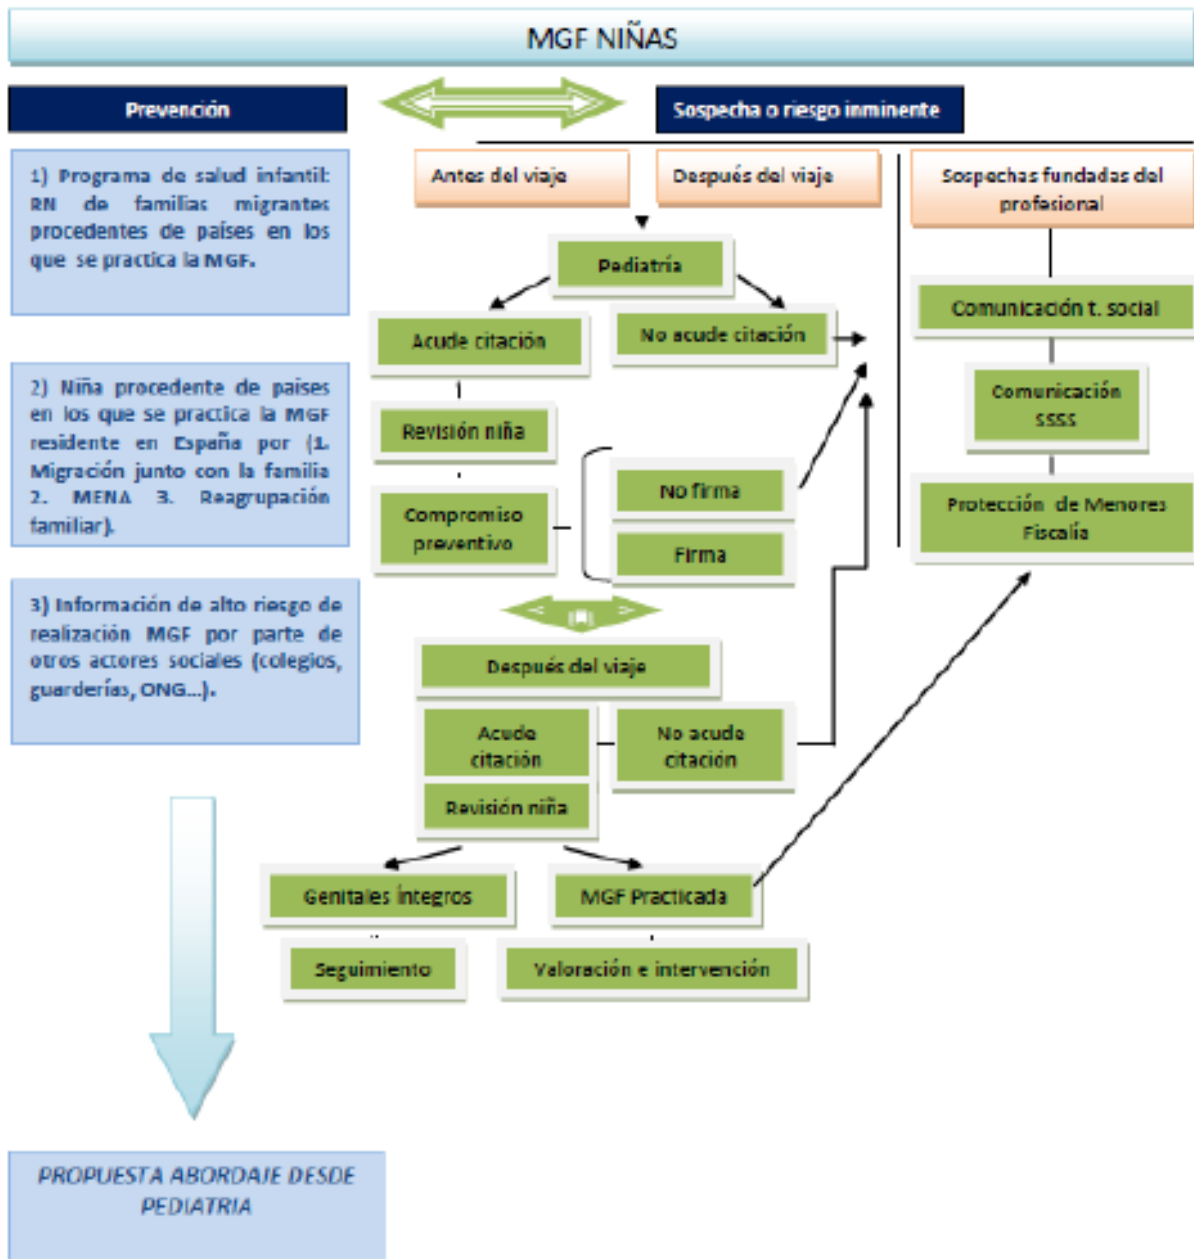 MGF NIÑAS
Prevención
Sospecha o riesgo inminente
1) Programa de salud infantil:
RN de familias migrantes
procedentes de países en los
que se practica la MGF.
2) Niña procedente de países
en los que se practica la MGF
residente en España por (1.
Migración junto con la familia
2. MENA 3. Reagrupación
familiar).
3) Información de alto riesgo de
realización MGF por parte de
otros actores sociales (colegios,
guarderías, ONG...).
PROPUESTA ABORDAJE DESDE
PEDIATRIA
Antes del viaje
Después del viaje
Pediatría
Acude citación
No acude citación
Revisión niña
Compromiso
preventivo
No firma
Firma
Después del viaje
Acude
citación
No acude
citación
Revisión niña
Genitales íntegros
MGF Practicada
Seguimiento
Valoración e intervención
Sospechas fundadas del
profesional
Comunicación t. social
Comunicación
SSSS
Protección de Menores
Fiscalía